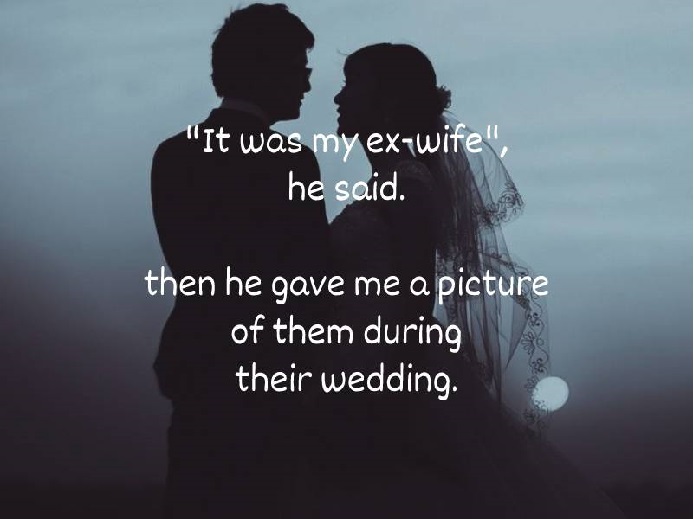 "It was my ex-wife",
he said.
then he gave me a picture
of them during
their wedding.